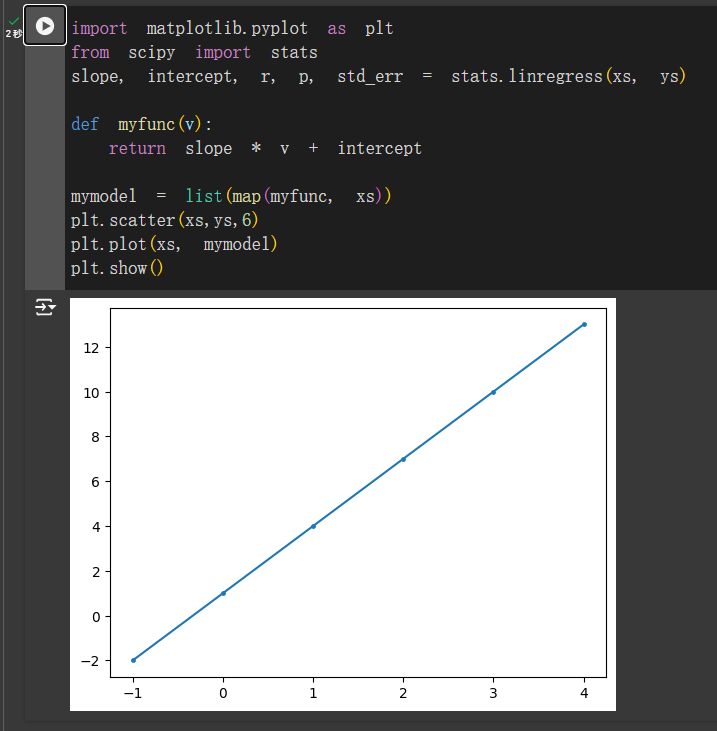 2 秒
import matplotlib.pyplot as plt
from scipy import stats
slope, intercept, r, p, std_err = stats.linregress(xs, ys)
def myfunc(v):
return slope * v + intercept
mymodel = list(map(myfunc, xs))
plt.scatter(xs,ys,6)
plt.plot(xs, mymodel)
plt.show()
12
10
8
6
4
2
0
−2
−1 0 1 2 3 4